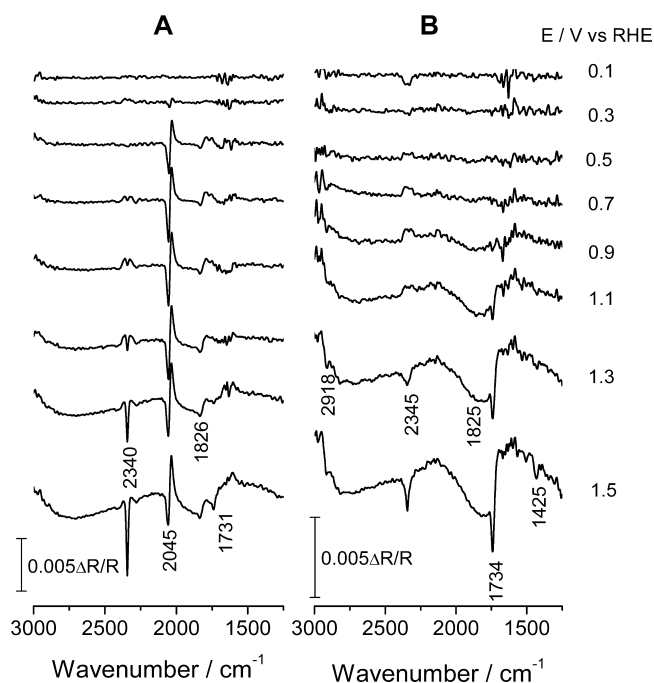 A
B
E / V vs RHE
0.1
0.3
0.5
0.7
0.9
1.1
1.3
1.5
2340
2045
1826
1731
0.005ΔR/R
2918
2345
1825
1734
1425
0.005ΔR/R
3000 2500 2000 1500
3000 2500 2000 1500
Wavenumber / cm⁻¹
Wavenumber / cm⁻¹